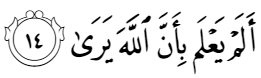 أَلَمْ يَعْلَم بِأَنَّ ٱللَّهَ يَرَىٰ ١٤